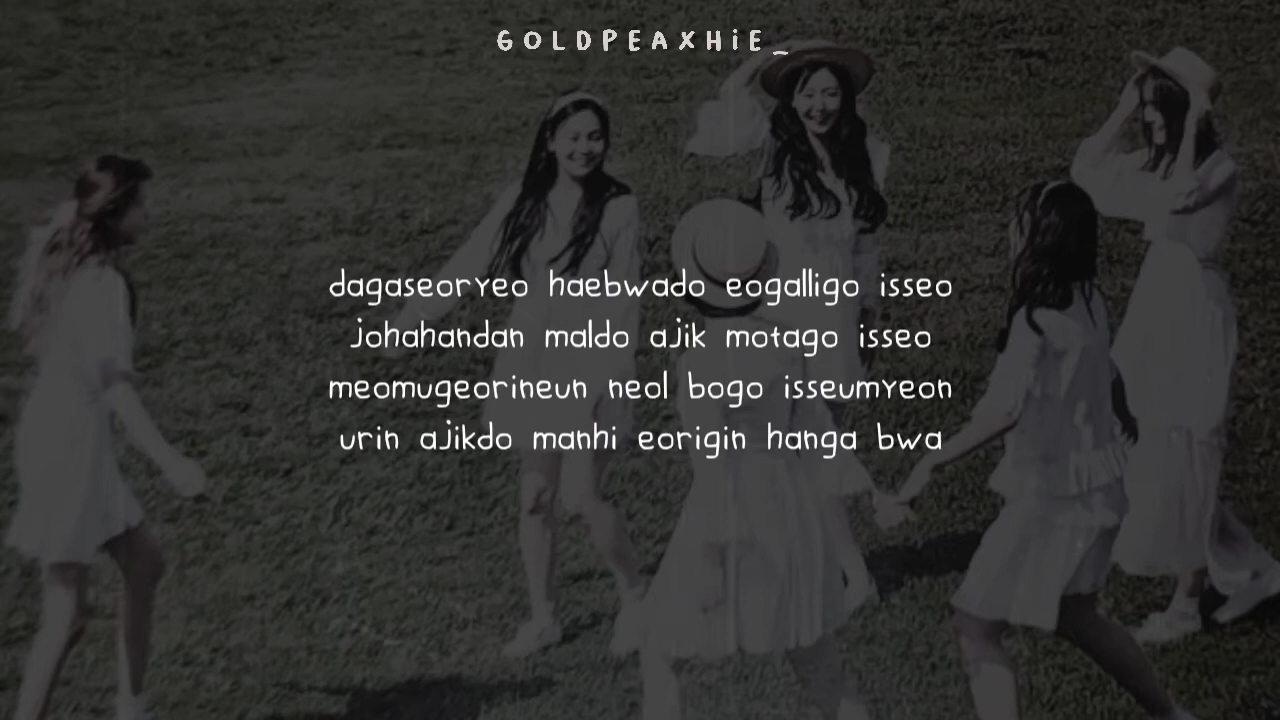 GOLDPEAXHiE_
dagaseoryeo haebwado eogalligo isseo
johahandan maldo ajik motago isseo
meomugeorineun neol bogo isseumyeon
urin ajikdo manhi eorigin hanga bwa